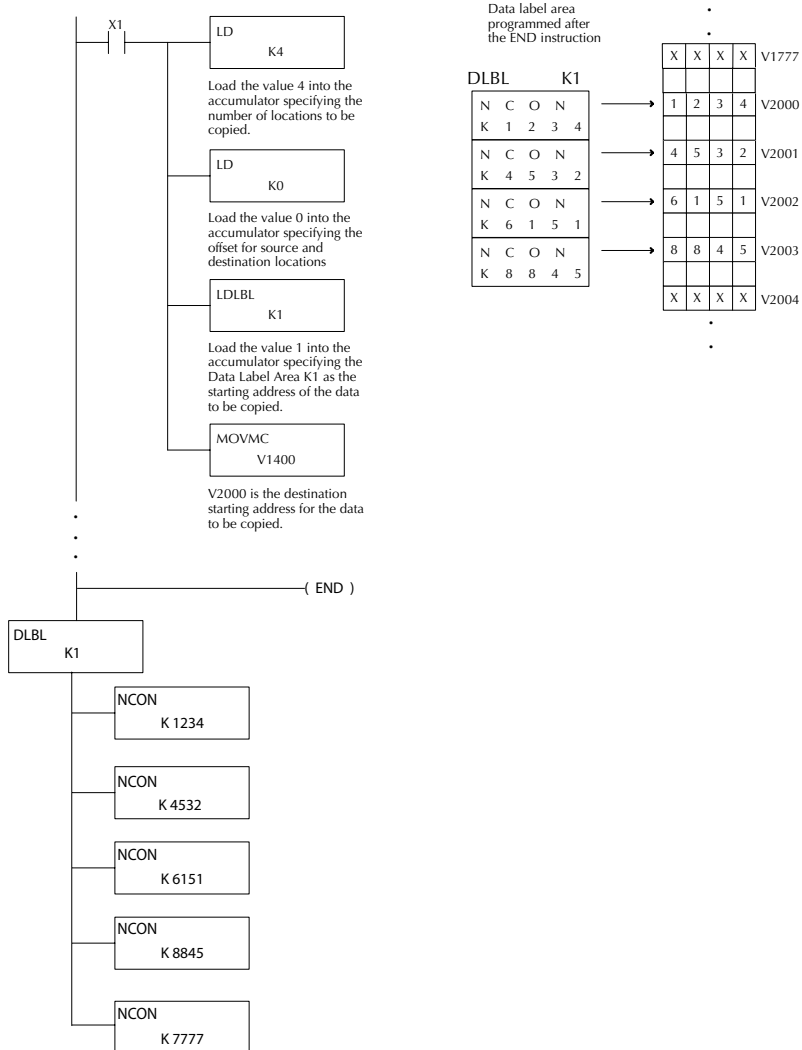 X1
LD
K4
Load the value 4 into the
accumulator specifying the
number of locations to be
copied.
LD
K0
Load the value 0 into the
accumulator specifying the
offset for source and
destination locations
LDLBL
K1
Load the value 1 into the
accumulator specifying the
Data Label Area K1 as the
starting address of the data
to be copied.
MOVMC
V1400
V2000 is the destination
starting address for the data
to be copied.
( END )
DLBL
K1
NCON
K 1234
NCON
K 4532
NCON
K 6151
NCON
K 8845
NCON
K 7777
Data label area
programmed after
the END instruction
DLBL K1
N C O N
K 1 2 3 4
N C O N
K 4 5 3 2
N C O N
K 6 1 5 1
N C O N
K 8 8 4 5
X X X X V1777
1 2 3 4 V2000
4 5 3 2 V2001
6 1 5 1 V2002
8 8 4 5 V2003
X X X X V2004